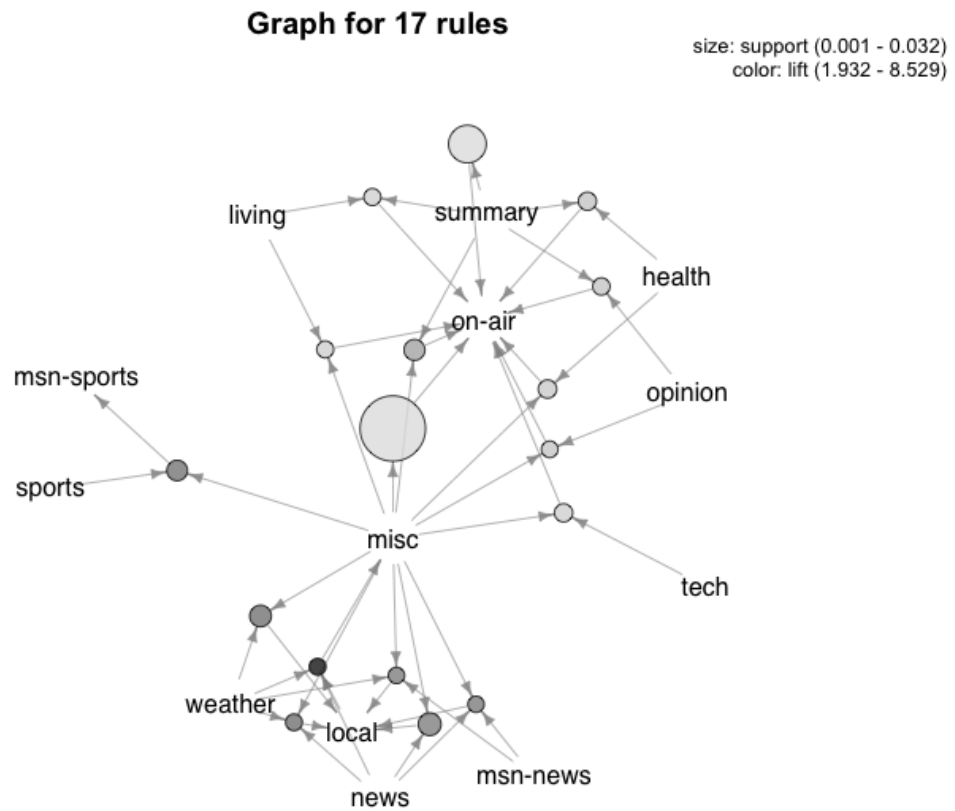 Graph for 17 rules
size: support (0.001 - 0.032)
color: lift (1.932 - 8.529)
living
summary
health
on-air
msn-sports
opinion
sports
misc
tech
weather
local
msn-news
news